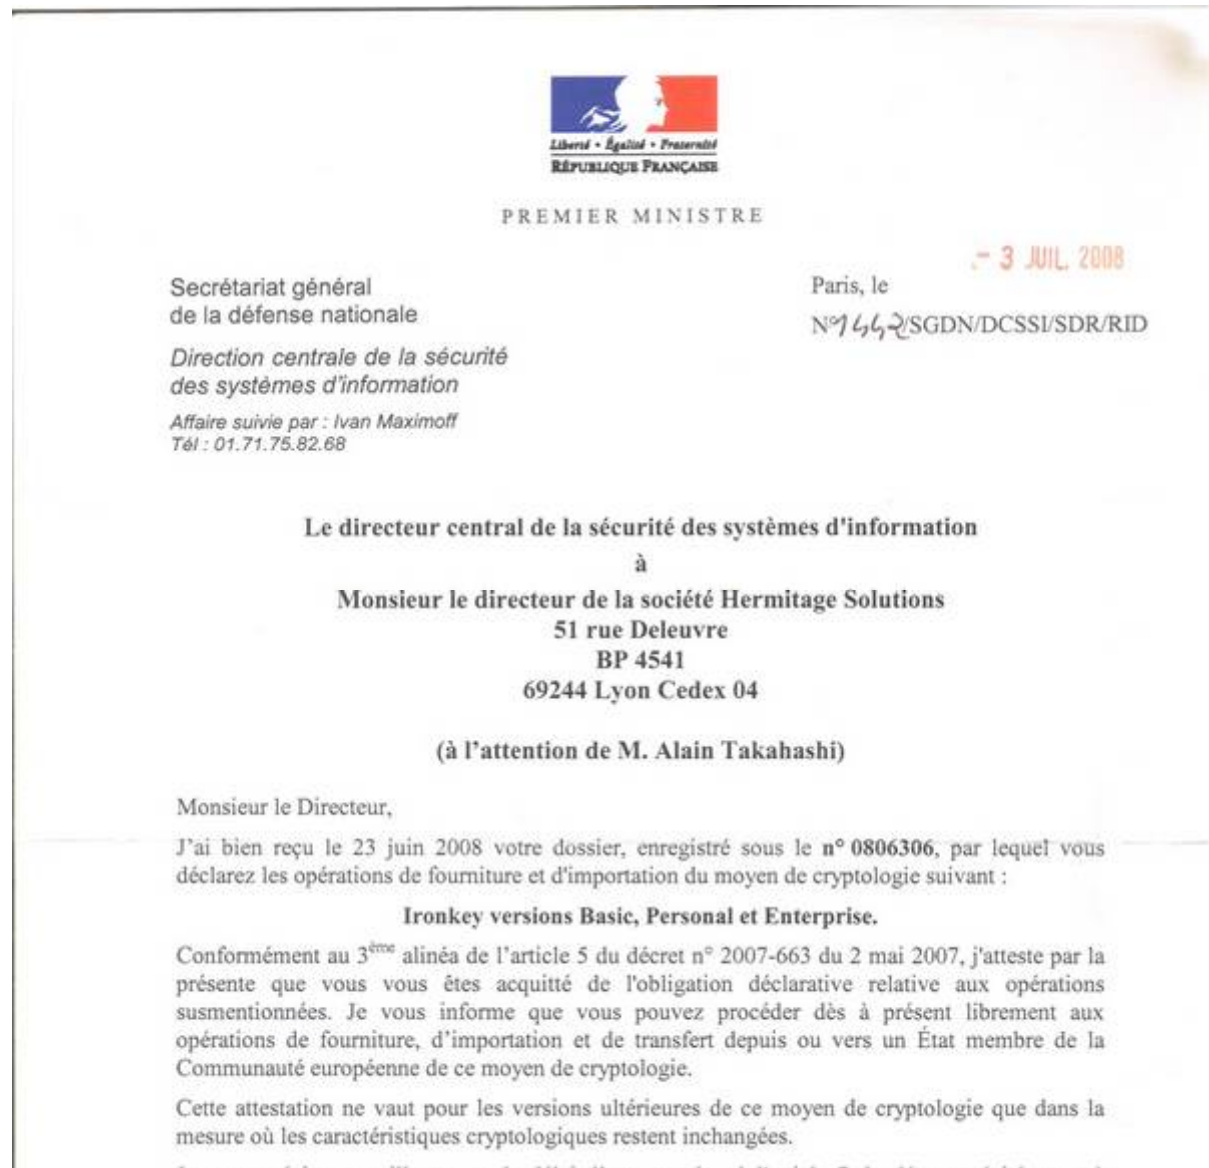 Liberté • Égalité • Fraternité
RÉPUBLIQUE FRANÇAISE
PREMIER MINISTRE
- 3 JUIL. 2008
Secrétariat général
de la défense nationale
Paris, le
N° 1442/SGDN/DCSSI/SDR/RID
Direction centrale de la sécurité
des systèmes d'information
Affaire suivie par : Ivan Maximoff
Tél : 01.71.75.82.68
Le directeur central de la sécurité des systèmes d'information
à
Monsieur le directeur de la société Hermitage Solutions
51 rue Deleuvre
BP 4541
69244 Lyon Cedex 04
(à l'attention de M. Alain Takahashi)
Monsieur le Directeur,
J'ai bien reçu le 23 juin 2008 votre dossier, enregistré sous le n° 0806306, par lequel vous
déclarez les opérations de fourniture et d'importation du moyen de cryptologie suivant :
Ironkey versions Basic, Personal et Enterprise.
Conformément au 3ème alinéa de l'article 5 du décret n° 2007-663 du 2 mai 2007, j'atteste par la
présente que vous vous êtes acquitté de l'obligation déclarative relative aux opérations
susmentionnées. Je vous informe que vous pouvez procéder dès à présent librement aux
opérations de fourniture, d'importation et de transfert depuis ou vers un État membre de la
Communauté européenne de ce moyen de cryptologie.
Cette attestation ne vaut pour les versions ultérieures de ce moyen de cryptologie que dans la
mesure où les caractéristiques cryptologiques restent inchangées.